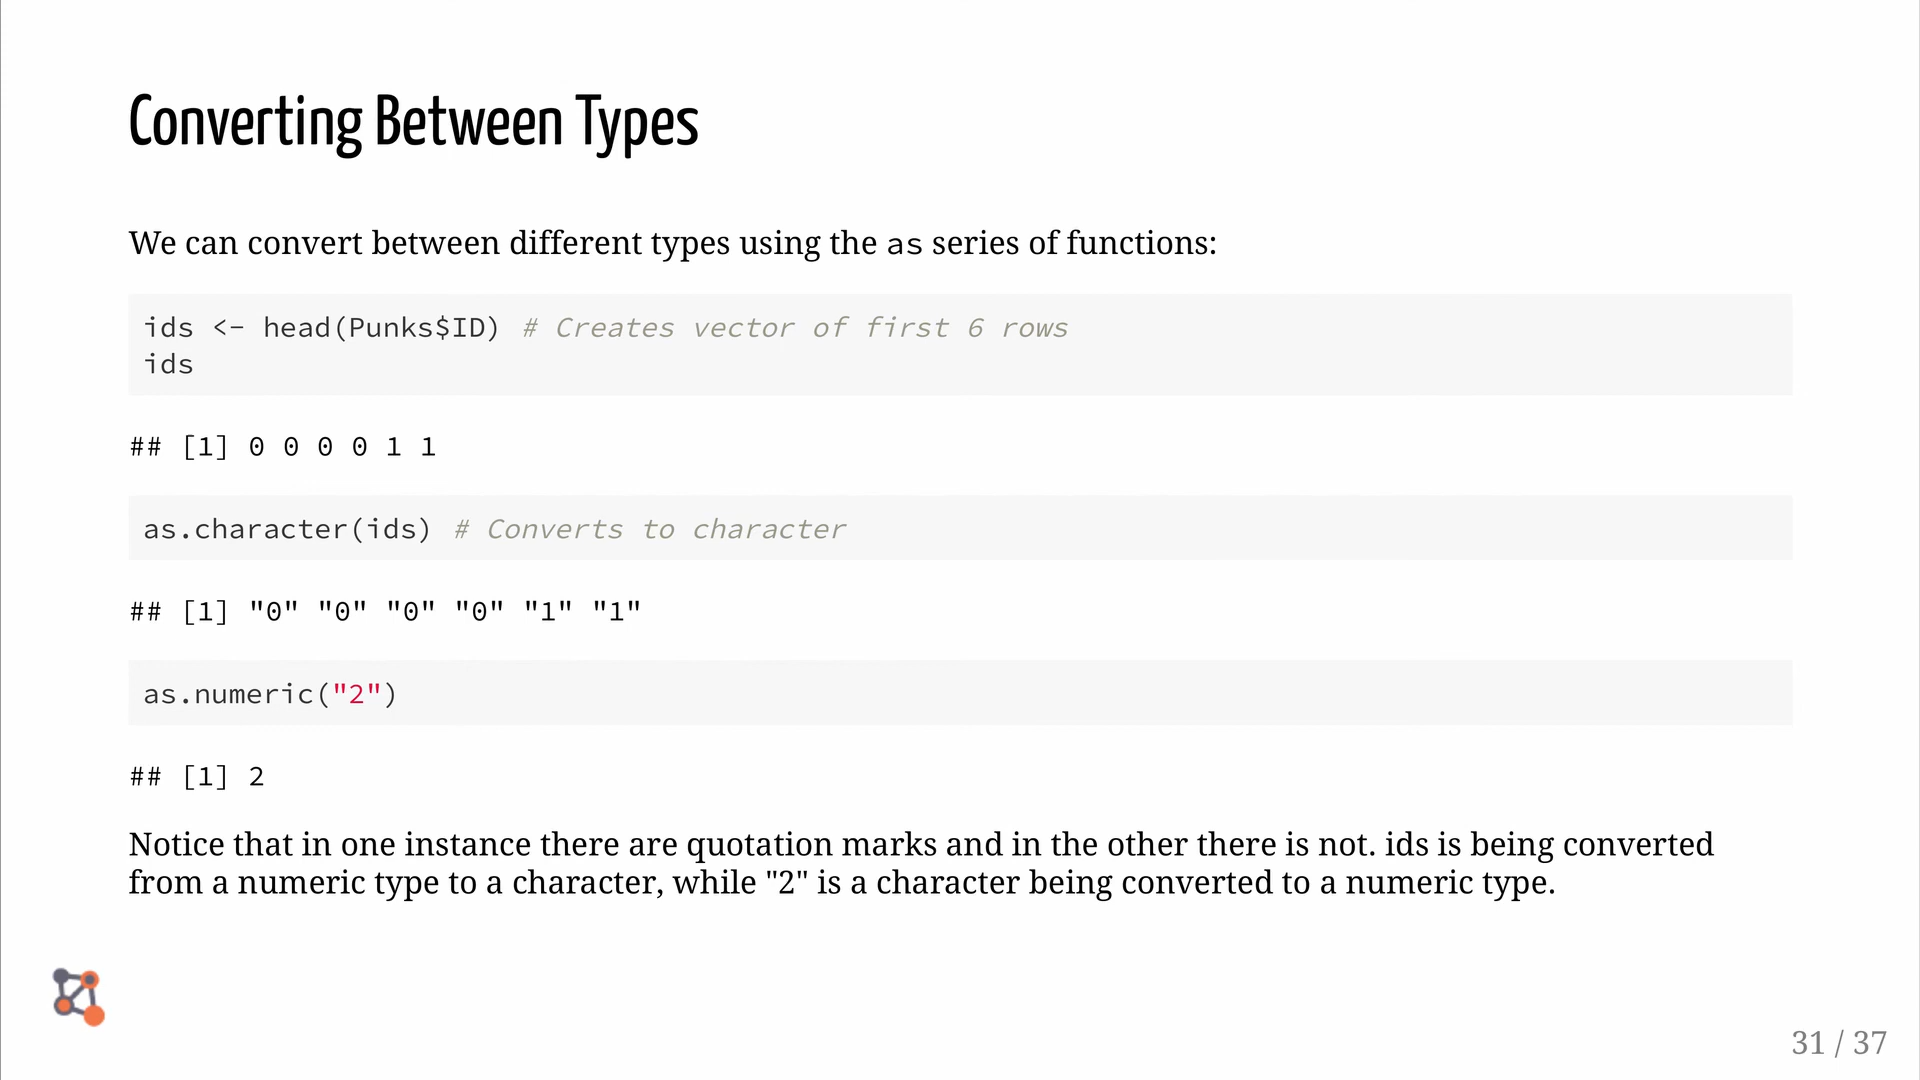 Converting Between Types
We can convert between different types using the as series of functions:
ids <- head(Punks$ID) # Creates vector of first 6 rows
ids
## [1] 0 0 0 0 1 1
as.character(ids) # Converts to character
## [1] "0" "0" "0" "0" "1" "1"
as.numeric("2")
## [1] 2
Notice that in one instance there are quotation marks and in the other there is not. ids is being converted
from a numeric type to a character, while "2" is a character being converted to a numeric type.
31 / 37